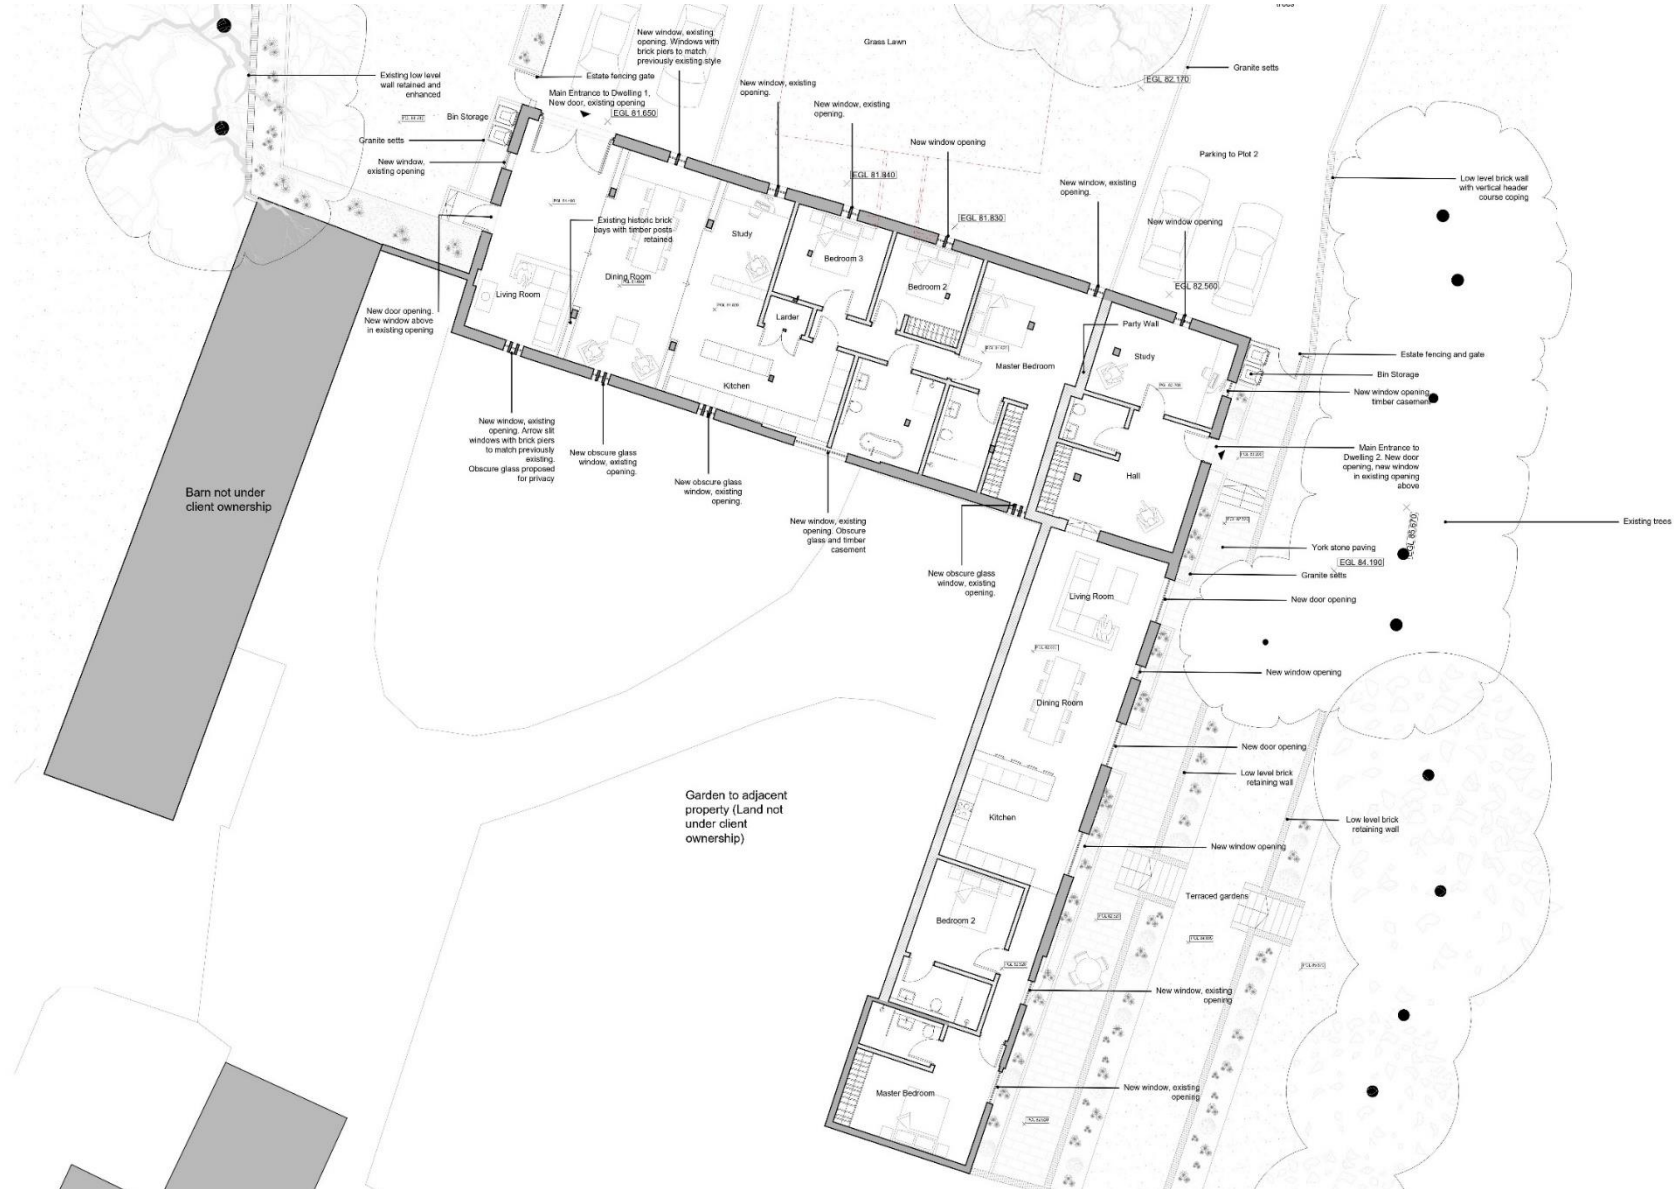 trees
Grass Lawn
New window, existing
opening. Windows with
brick piers to match
previously existing style
Existing low level
wall retained and
enhanced
Estate fencing gate
Main Entrance to Dwelling 1,
New door, existing opening
EGL 81.650
New window, existing
opening.
New window, existing
opening.
Granite setts
EGL 82.170
Bin Storage
Granite setts
New window,
existing opening
New window opening
EGL 81.840
EGL 81.830
New window, existing
opening.
Parking to Plot 2
New window opening
Low level brick wall
with vertical header
course coping
Existing historic brick
bays with timber posts
retained
Study
Bedroom 3
Dining Room
Living Room
Bedroom 2
EGL 82.560
New door opening.
New window above
in existing opening
Larder
Party Wall
Study
Master Bedroom
Kitchen
Estate fencing and gate
Bin Storage
New window opening
timber casement
New window, existing
opening. Arrow slit
windows with brick piers
to match previously
existing.
Obscure glass proposed
for privacy
New obscure glass
window, existing
opening.
New obscure glass
window, existing
opening.
New window, existing
opening. Obscure
glass and timber
casement
New obscure glass
window, existing
opening.
Hall
Main Entrance to
Dwelling 2. New door
opening, new window
in existing opening
above
Barn not under
client ownership
EGL 85.670
Existing trees
York stone paving
EGL 84.190
Granite setts
New door opening
Living Room
New window opening
Dining Room
New door opening
Low level brick
retaining wall
Garden to adjacent
property (Land not
under client
ownership)
Kitchen
Low level brick
retaining wall
New window opening
Terraced gardens
Bedroom 2
New window, existing
opening
Master Bedroom
New window, existing
opening